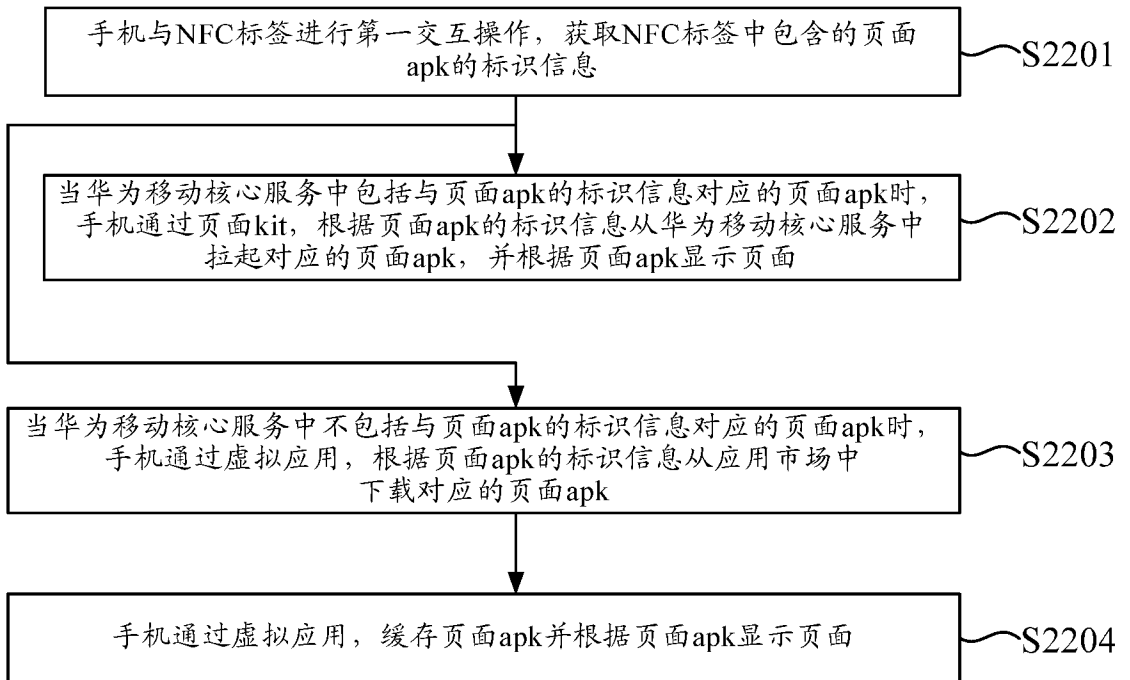 手机与NFC标签进行第一交互操作，获取NFC标签中包含的页面
apk的标识信息
S2201
当华为移动核心服务中包括与页面apk的标识信息对应的页面apk时，
手机通过页面kit，根据页面apk的标识信息从华为移动核心服务中
拉起对应的页面apk，并根据页面apk显示页面
S2202
当华为移动核心服务中不包括与页面apk的标识信息对应的页面apk时，
手机通过虚拟应用，根据页面apk的标识信息从应用市场中
下载对应的页面apk
S2203
手机通过虚拟应用，缓存页面apk并根据页面apk显示页面
S2204